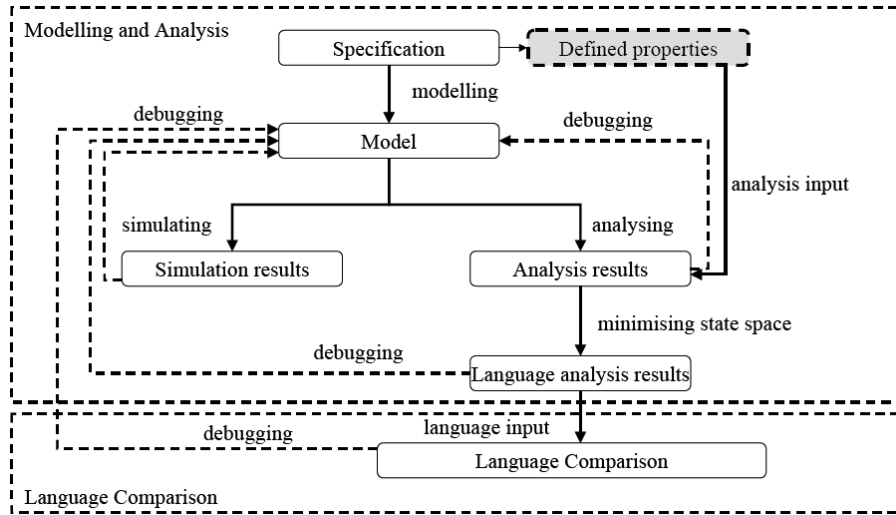 Modelling and Analysis
Specification
Defined properties
modelling
debugging
debugging
Model
analysis input
simulating
analysing
Simulation results
Analysis results
minimising state space
debugging
Language analysis results
debugging
language input
Language Comparison
Language Comparison